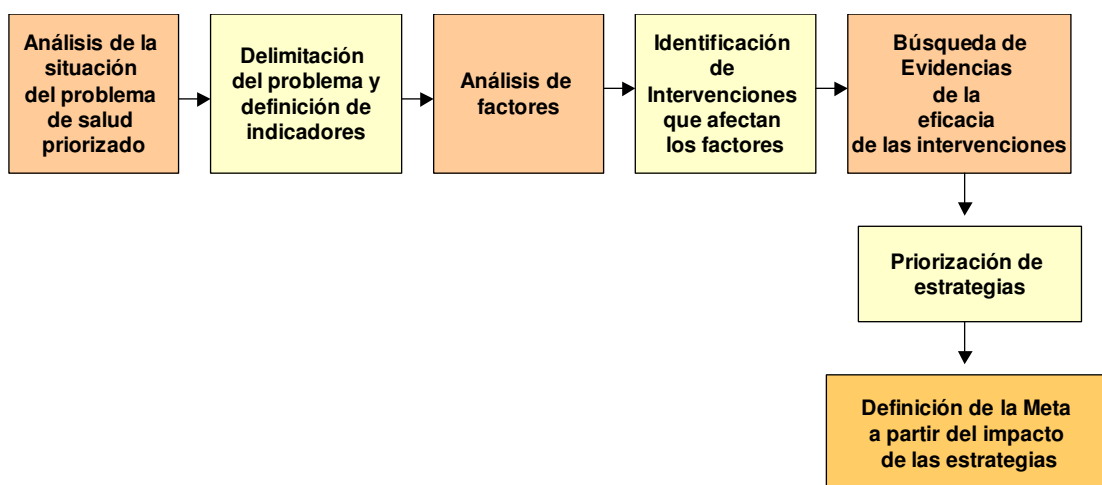 Análisis de la
situación
del problema
de salud
priorizado
Delimitación
del problema y
definición de
indicadores
Análisis de
factores
Identificación
de
Intervenciones
que afectan
los factores
Búsqueda de
Evidencias
de la
eficacia
de las intervenciones
Priorización de
estrategias
Definición de la Meta
a partir del impacto
de las estrategias